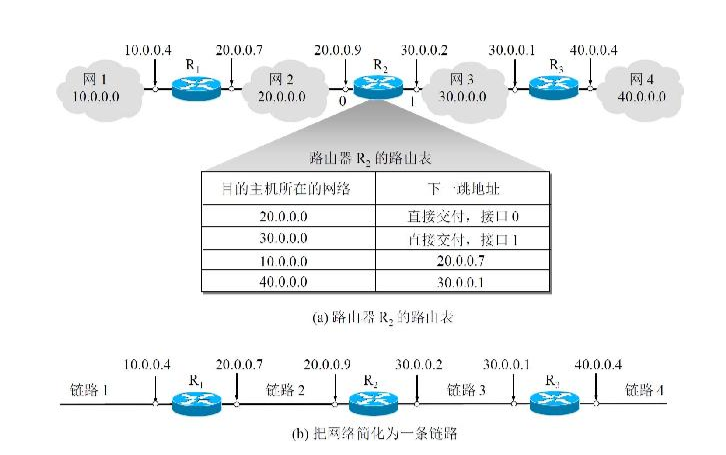 10.0.0.4 20.0.0.7 20.0.0.9 30.0.0.2 30.0.0.1 40.0.0.4
R1 R2 R3
网 1 网 2 网 3 网 4
10.0.0.0 20.0.0.0 30.0.0.0 40.0.0.0
0 1
路由器 R2 的路由表
目的主机所在的网络 下一跳地址
20.0.0.0 直接交付，接口 0
30.0.0.0 直接交付，接口 1
10.0.0.0 20.0.0.7
40.0.0.0 30.0.0.1
(a) 路由器 R2 的路由表
10.0.0.4 20.0.0.7 20.0.0.9 30.0.0.2 30.0.0.1 40.0.0.4
链路 1 R1 链路 2 R2 链路 3 R3 链路 4
(b) 把网络简化为一条链路